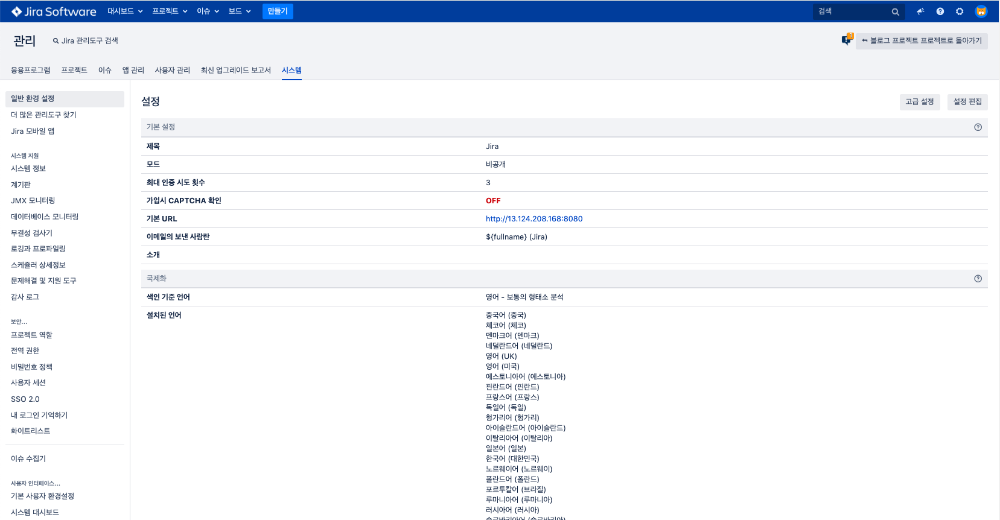 Jira Software 대시보드 프로젝트 이슈 보드 만들기 검색
관리 Jira 관리도구 검색 1 블로그 프로젝트 프로젝트로 돌아가기
응용프로그램 프로젝트 이슈 앱 관리 사용자 관리 최신 업그레이드 보고서 시스템
일반 환경 설정
더 많은 관리도구 찾기
Jira 모바일 앱
시스템 지원
시스템 정보
계기판
JMX 모니터링
데이터베이스 모니터링
무결성 검사기
로깅과 프로파일링
스케쥴러 상세정보
문제해결 및 지원 도구
감사 로그
보안...
프로젝트 역할
전역 권한
비밀번호 정책
사용자 세션
SSO 2.0
내 로그인 기억하기
화이트리스트
이슈 수집기
사용자 인터페이스...
기본 사용자 환경설정
시스템 대시보드
설정 고급 설정 설정 편집
기본 설정
제목 Jira
모드 비공개
최대 인증 시도 횟수 3
가입시 CAPTCHA 확인 OFF
기본 URL http://13.124.208.168:8080
이메일의 보낸 사람란 ${fullname} (Jira)
소개
국제화
색인 기준 언어 영어 - 보통의 형태소 분석
설치된 언어 중국어 (중국)
체코어 (체코)
덴마크어 (덴마크)
네덜란드어 (네덜란드)
영어 (UK)
영어 (미국)
에스토니아어 (에스토니아)
핀란드어 (핀란드)
프랑스어 (프랑스)
독일어 (독일)
헝가리어 (헝가리)
아이슬란드어 (아이슬란드)
이탈리아어 (이탈리아)
일본어 (일본)
한국어 (대한민국)
노르웨이어 (노르웨이)
폴란드어 (폴란드)
포르투칼어 (브라질)
루마니아어 (루마니아)
러시아어 (러시아)
슬로바키아어 (슬로바키아)